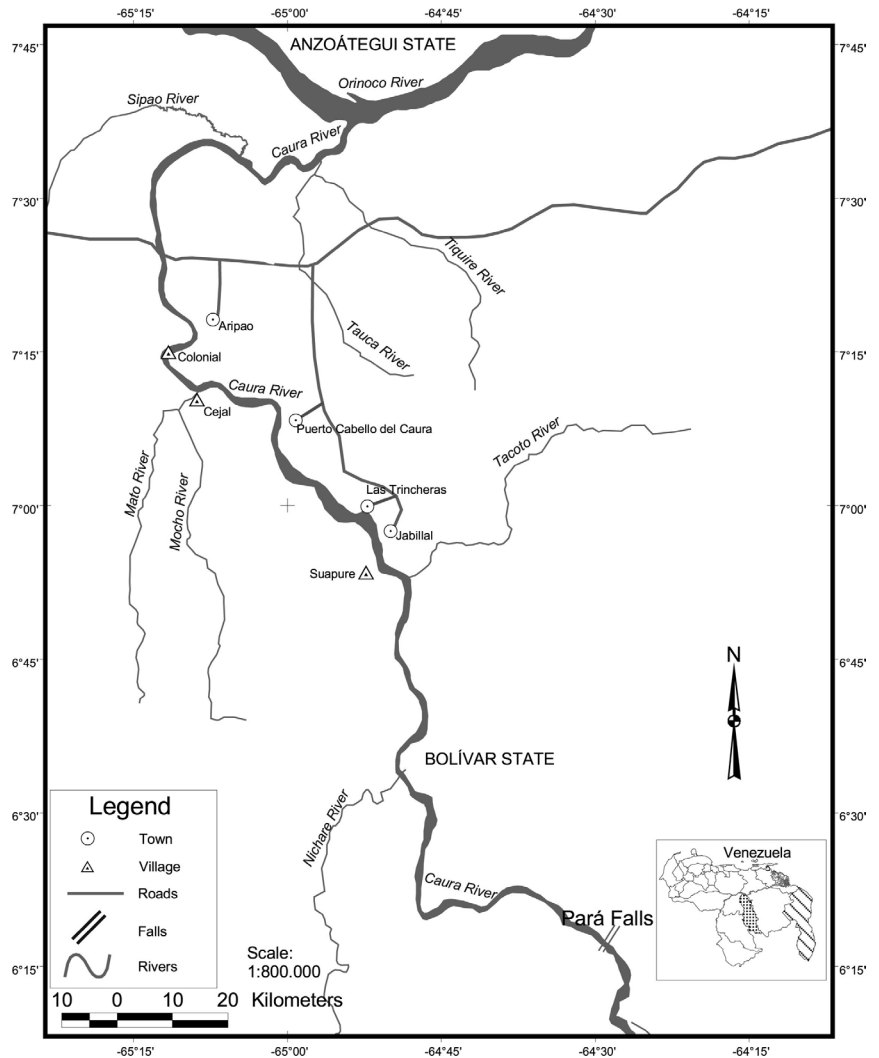 -65°15' -65°00' -64°45' -64°30' -64°15'
7°45' 7°45'
ANZOÁTEGUI STATE
Orinoco River
Sipao River
Caura River
7°30' 7°30'
Tiquire River
Aripao
Tauca River
7°15' 7°15'
Colonial
Caura River
Cejal
Puerto Cabello del Caura
Tacoto River
Mato River
Mocho River
Las Trincheras
7°00' 7°00'
Jabillal
Suapure
6°45' 6°45'
N
BOLÍVAR STATE
Nichare River
6°30' 6°30'
Legend
Town
Village
Roads
Falls
Rivers
Venezuela
Caura River
Pará Falls
6°15' 6°15'
Scale:
1:800.000
10 0 10 20 Kilometers
-65°15' -65°00' -64°45' -64°30' -64°15'